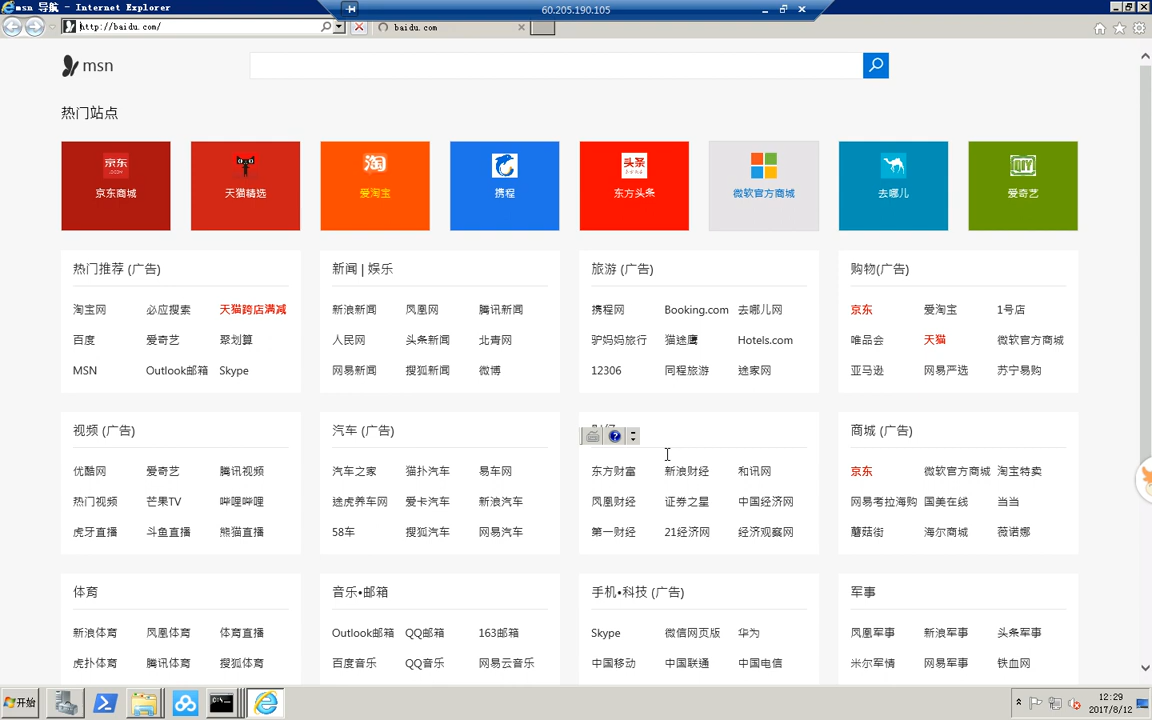 msn 导航 - Internet Explorer
60.205.190.105
http://baidu.com/
baidu.com
msn
热门站点
京东
.COM
京东商城
天猫精选
淘
爱淘宝
携程
头条
东方头条
微软官方商城
去哪儿
QIY
爱奇艺
热门推荐 (广告)
淘宝网 必应搜索 天猫跨店满减
百度 爱奇艺 聚划算
MSN Outlook邮箱 Skype
新闻 | 娱乐
新浪新闻 凤凰网 腾讯新闻
人民网 头条新闻 北青网
网易新闻 搜狐新闻 微博
旅游 (广告)
携程网 Booking.com 去哪儿网
驴妈妈旅行 猫途鹰 Hotels.com
12306 同程旅游 途家网
购物(广告)
京东 爱淘宝 1号店
唯品会 天猫 微软官方商城
亚马逊 网易严选 苏宁易购
视频 (广告)
优酷网 爱奇艺 腾讯视频
热门视频 芒果TV 哔哩哔哩
虎牙直播 斗鱼直播 熊猫直播
汽车 (广告)
汽车之家 猫扑汽车 易车网
途虎养车网 爱卡汽车 新浪汽车
58车 搜狐汽车 网易汽车
东方财富 新浪财经 和讯网
凤凰财经 证券之星 中国经济网
第一财经 21经济网 经济观察网
商城 (广告)
京东 微软官方商城 淘宝特卖
网易考拉海购 国美在线 当当
蘑菇街 海尔商城 薇诺娜
体育
新浪体育 凤凰体育 体育直播
虎扑体育 腾讯体育 搜狐体育
音乐•邮箱
Outlook邮箱 QQ邮箱 163邮箱
百度音乐 QQ音乐 网易云音乐
手机•科技 (广告)
Skype 微信网页版 华为
中国移动 中国联通 中国电信
军事
凤凰军事 新浪军事 头条军事
米尔军情 网易军事 铁血网
开始
12:29
2017/8/12